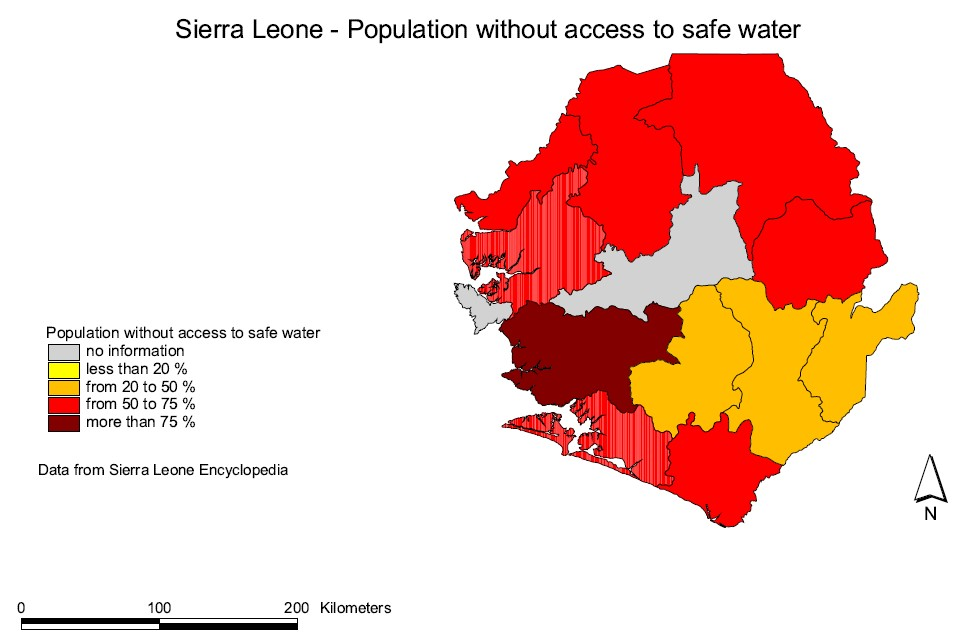 Sierra Leone - Population without access to safe water
Population without access to safe water
no information
less than 20 %
from 20 to 50 %
from 50 to 75 %
more than 75 %
Data from Sierra Leone Encyclopedia
N
0 100 200 Kilometers